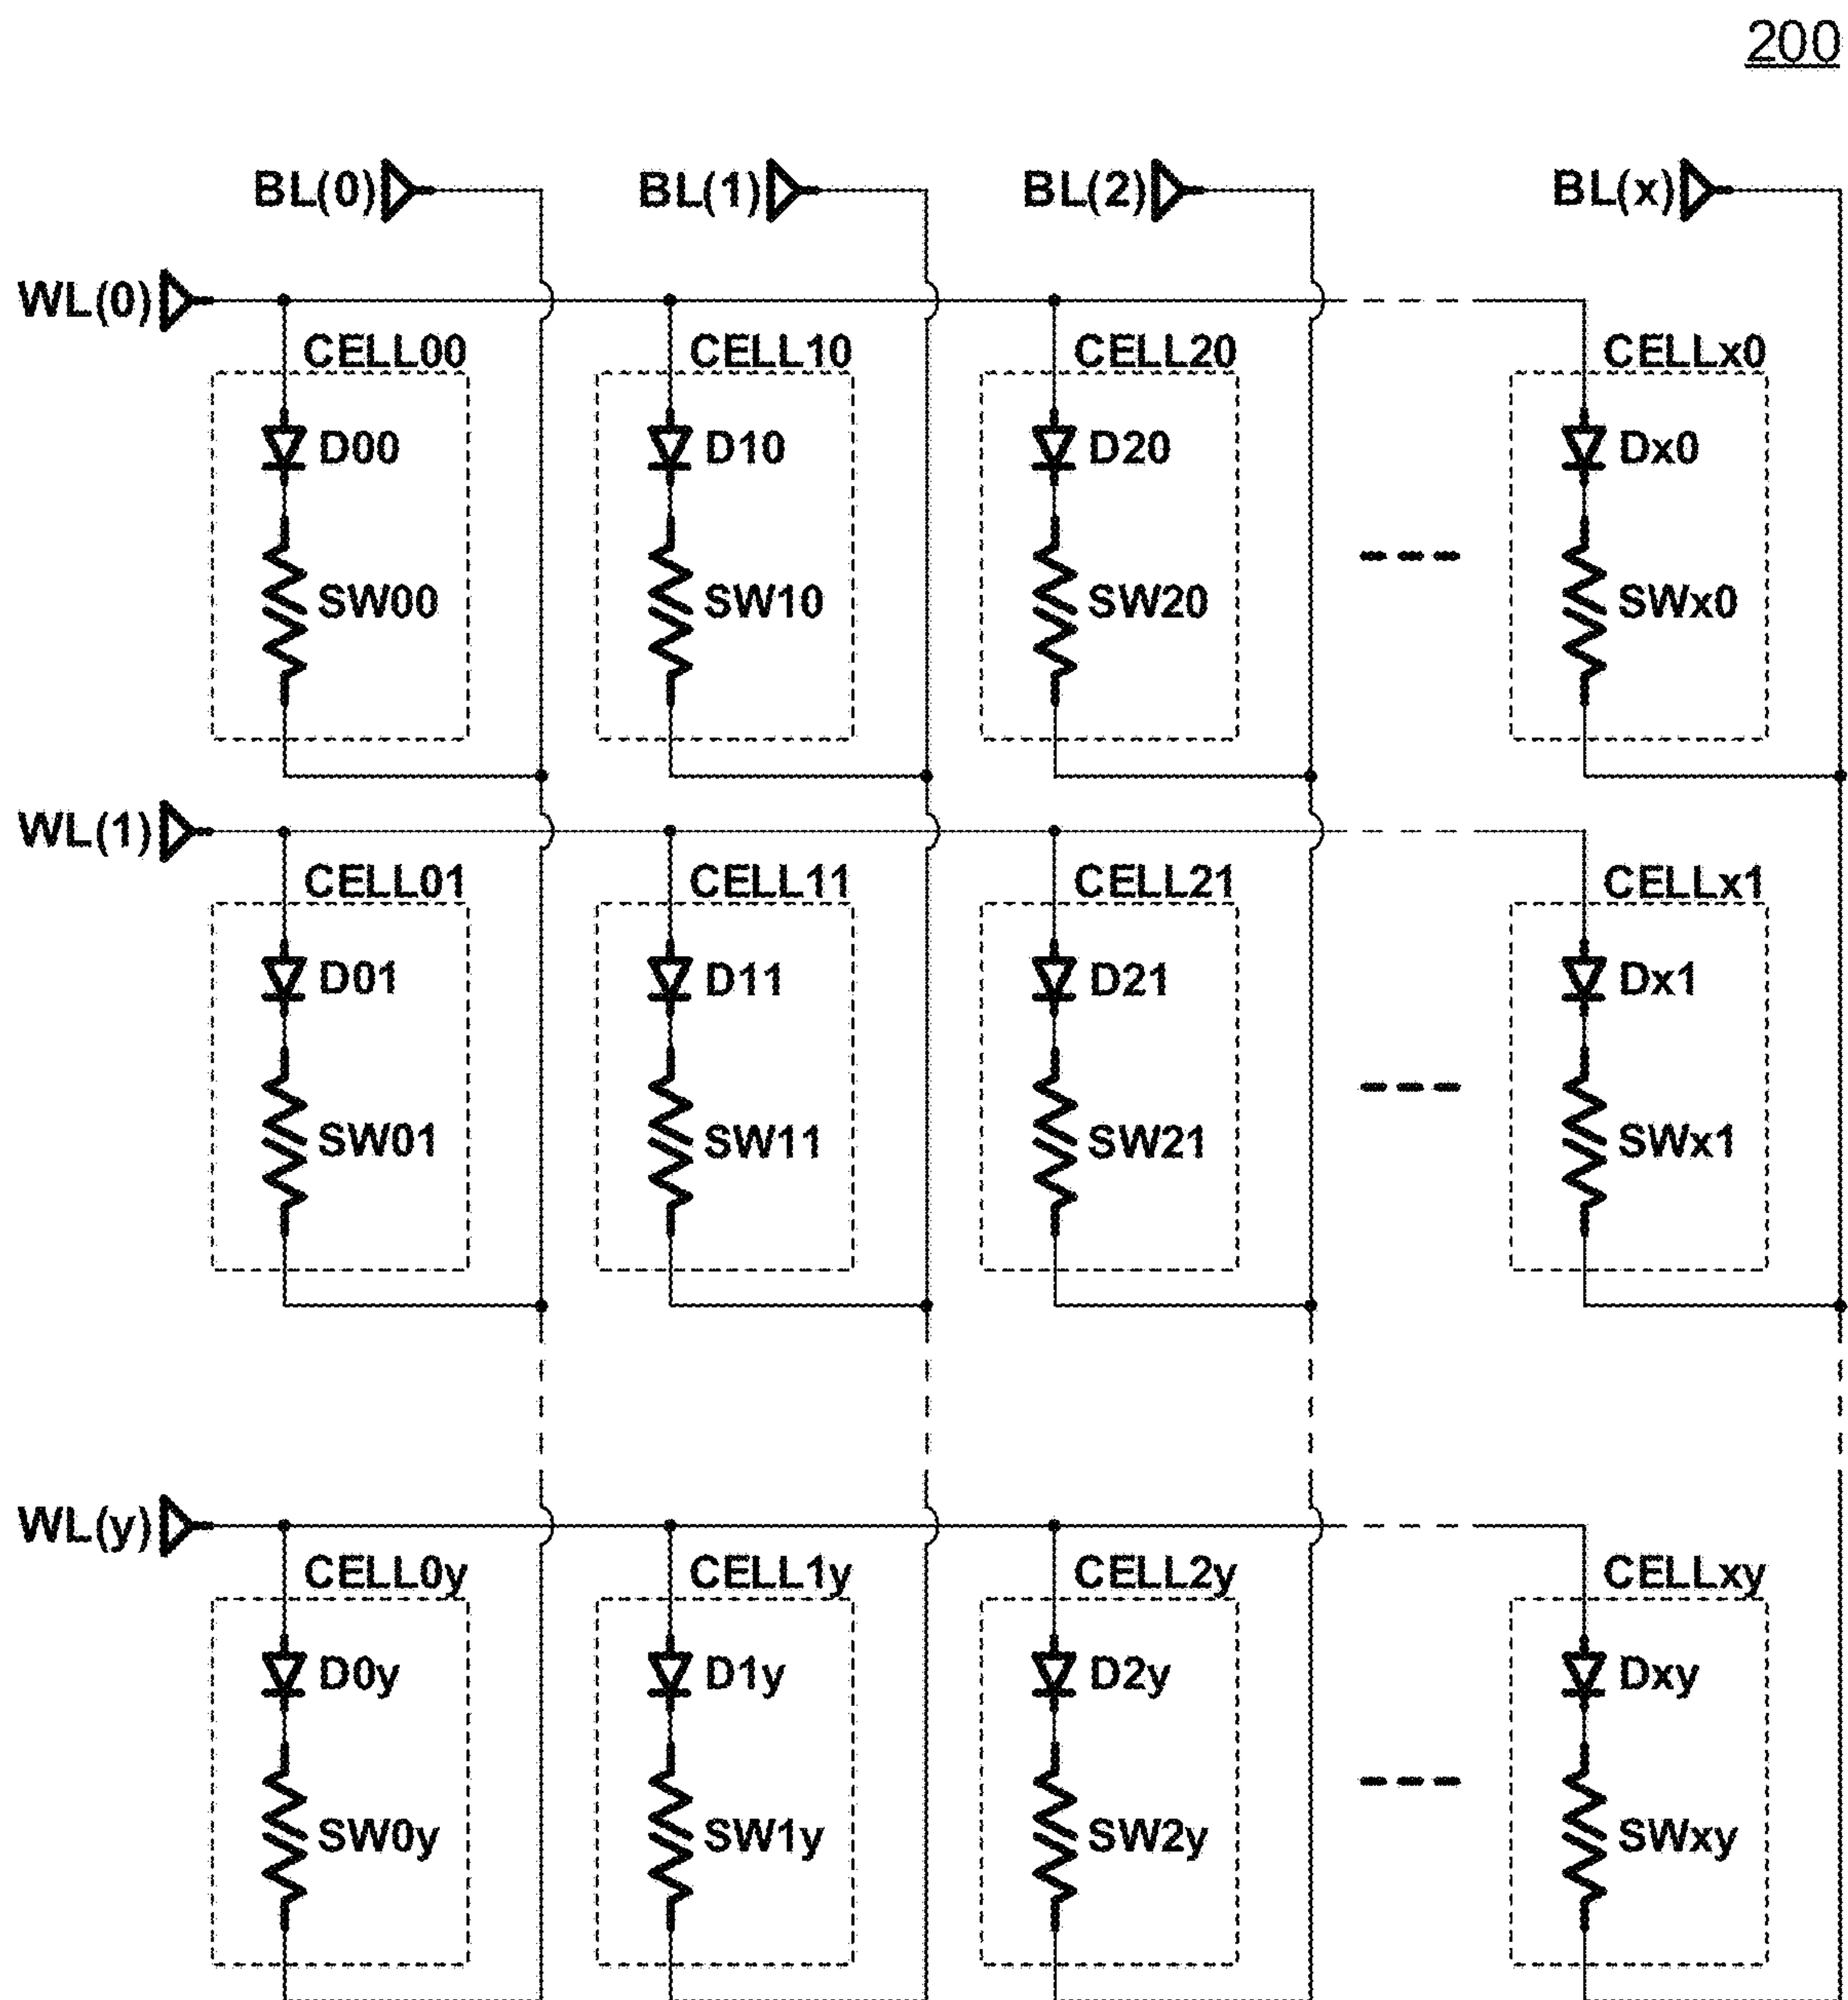 200
BL(0) BL(1) BL(2) BL(x)
WL(0)
CELL00 CELL10 CELL20 CELLx0
D00 D10 D20 Dx0
SW00 SW10 SW20 SWx0
WL(1)
CELL01 CELL11 CELL21 CELLx1
D01 D11 D21 Dx1
SW01 SW11 SW21 SWx1
WL(y)
CELL0y CELL1y CELL2y CELLxy
D0y D1y D2y Dxy
SW0y SW1y SW2y SWxy